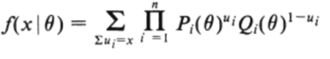 f(x|θ) = Σ_{Σu_i=x} ∏_{i=1}^{n} P_i(θ)^{u_i} Q_i(θ)^{1−u_i}